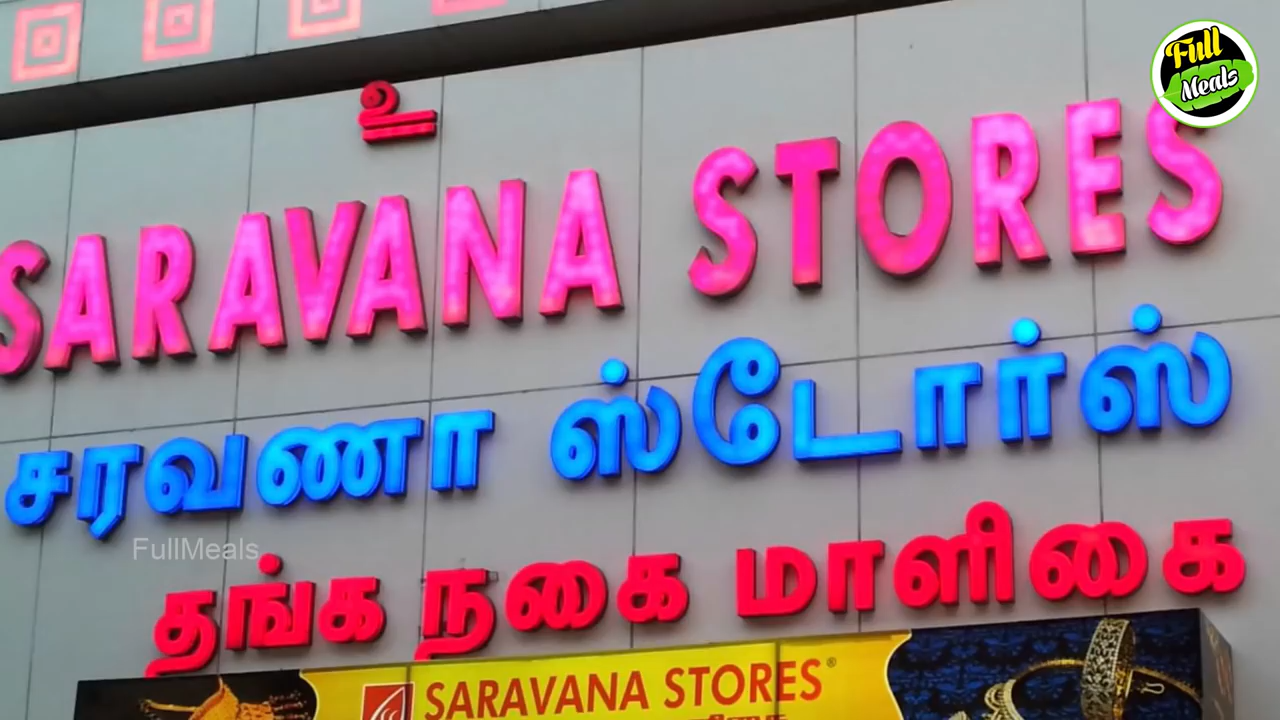 Full
Meals
உ
SARAVANA STORES
சரவணா ஸ்டோர்ஸ்
FullMeals
தங்க நகை மாளிகை
SARAVANA STORES®